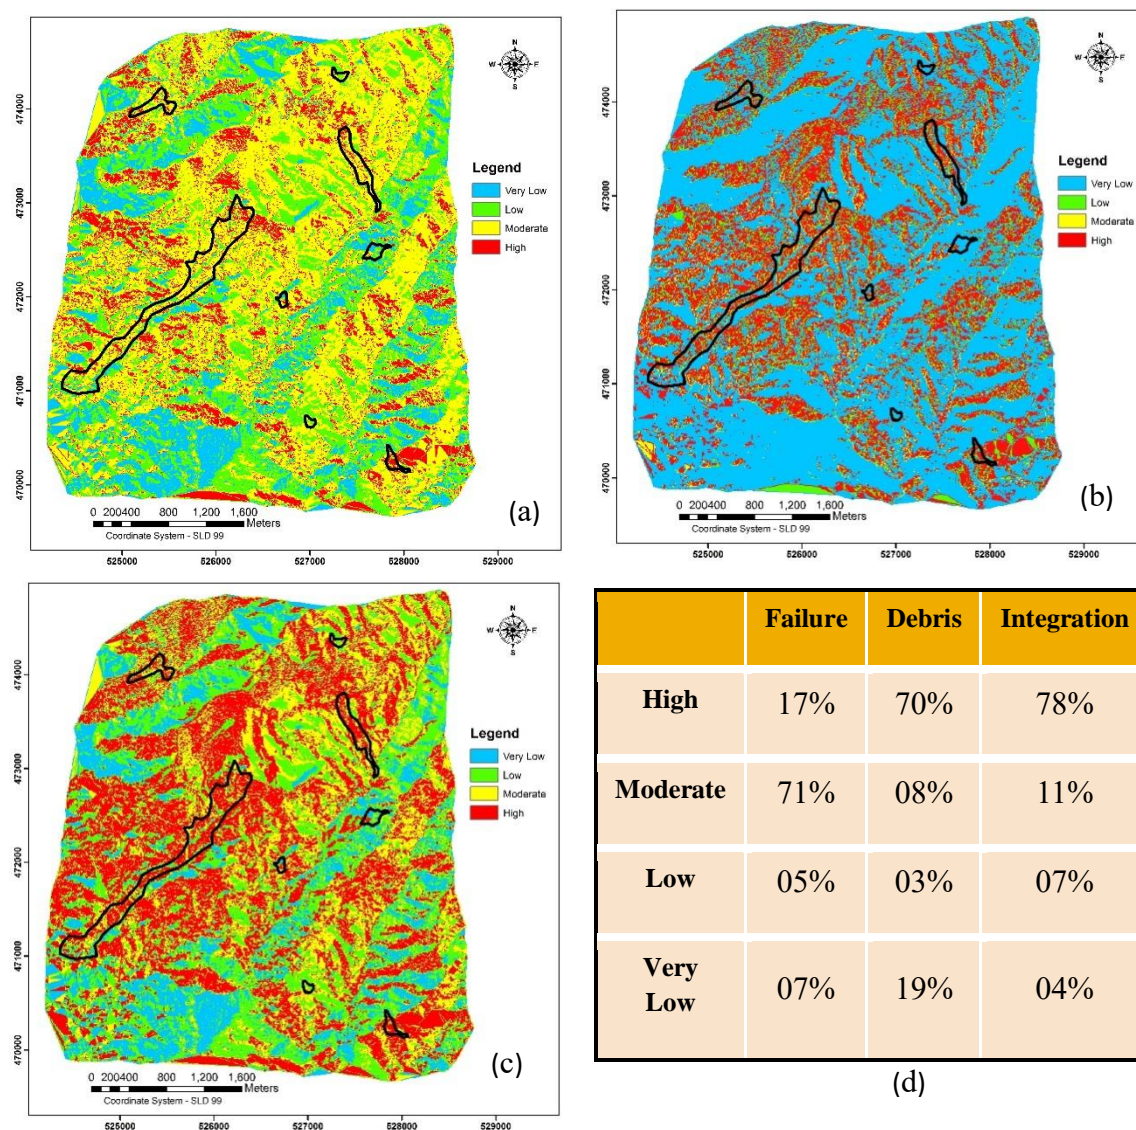 N
W E
S
474000
473000
472000
471000
470000
Legend
Very Low
Low
Moderate
High
0 200400 800 1,200 1,600
Meters
Coordinate System - SLD 99
(a)
525000 526000 527000 528000 529000
N
W E
S
474000
473000
472000
471000
470000
Legend
Very Low
Low
Moderate
High
0 200400 800 1,200 1,600
Meters
Coordinate System - SLD 99
(b)
525000 526000 527000 528000 529000
N
W E
S
474000
473000
472000
471000
470000
Legend
Very Low
Low
Moderate
High
0 200400 800 1,200 1,600
Meters
Coordinate System - SLD 99
(c)
525000 526000 527000 528000 529000
Failure Debris Integration
High 17% 70% 78%
Moderate 71% 08% 11%
Low 05% 03% 07%
Very
Low 07% 19% 04%
(d)